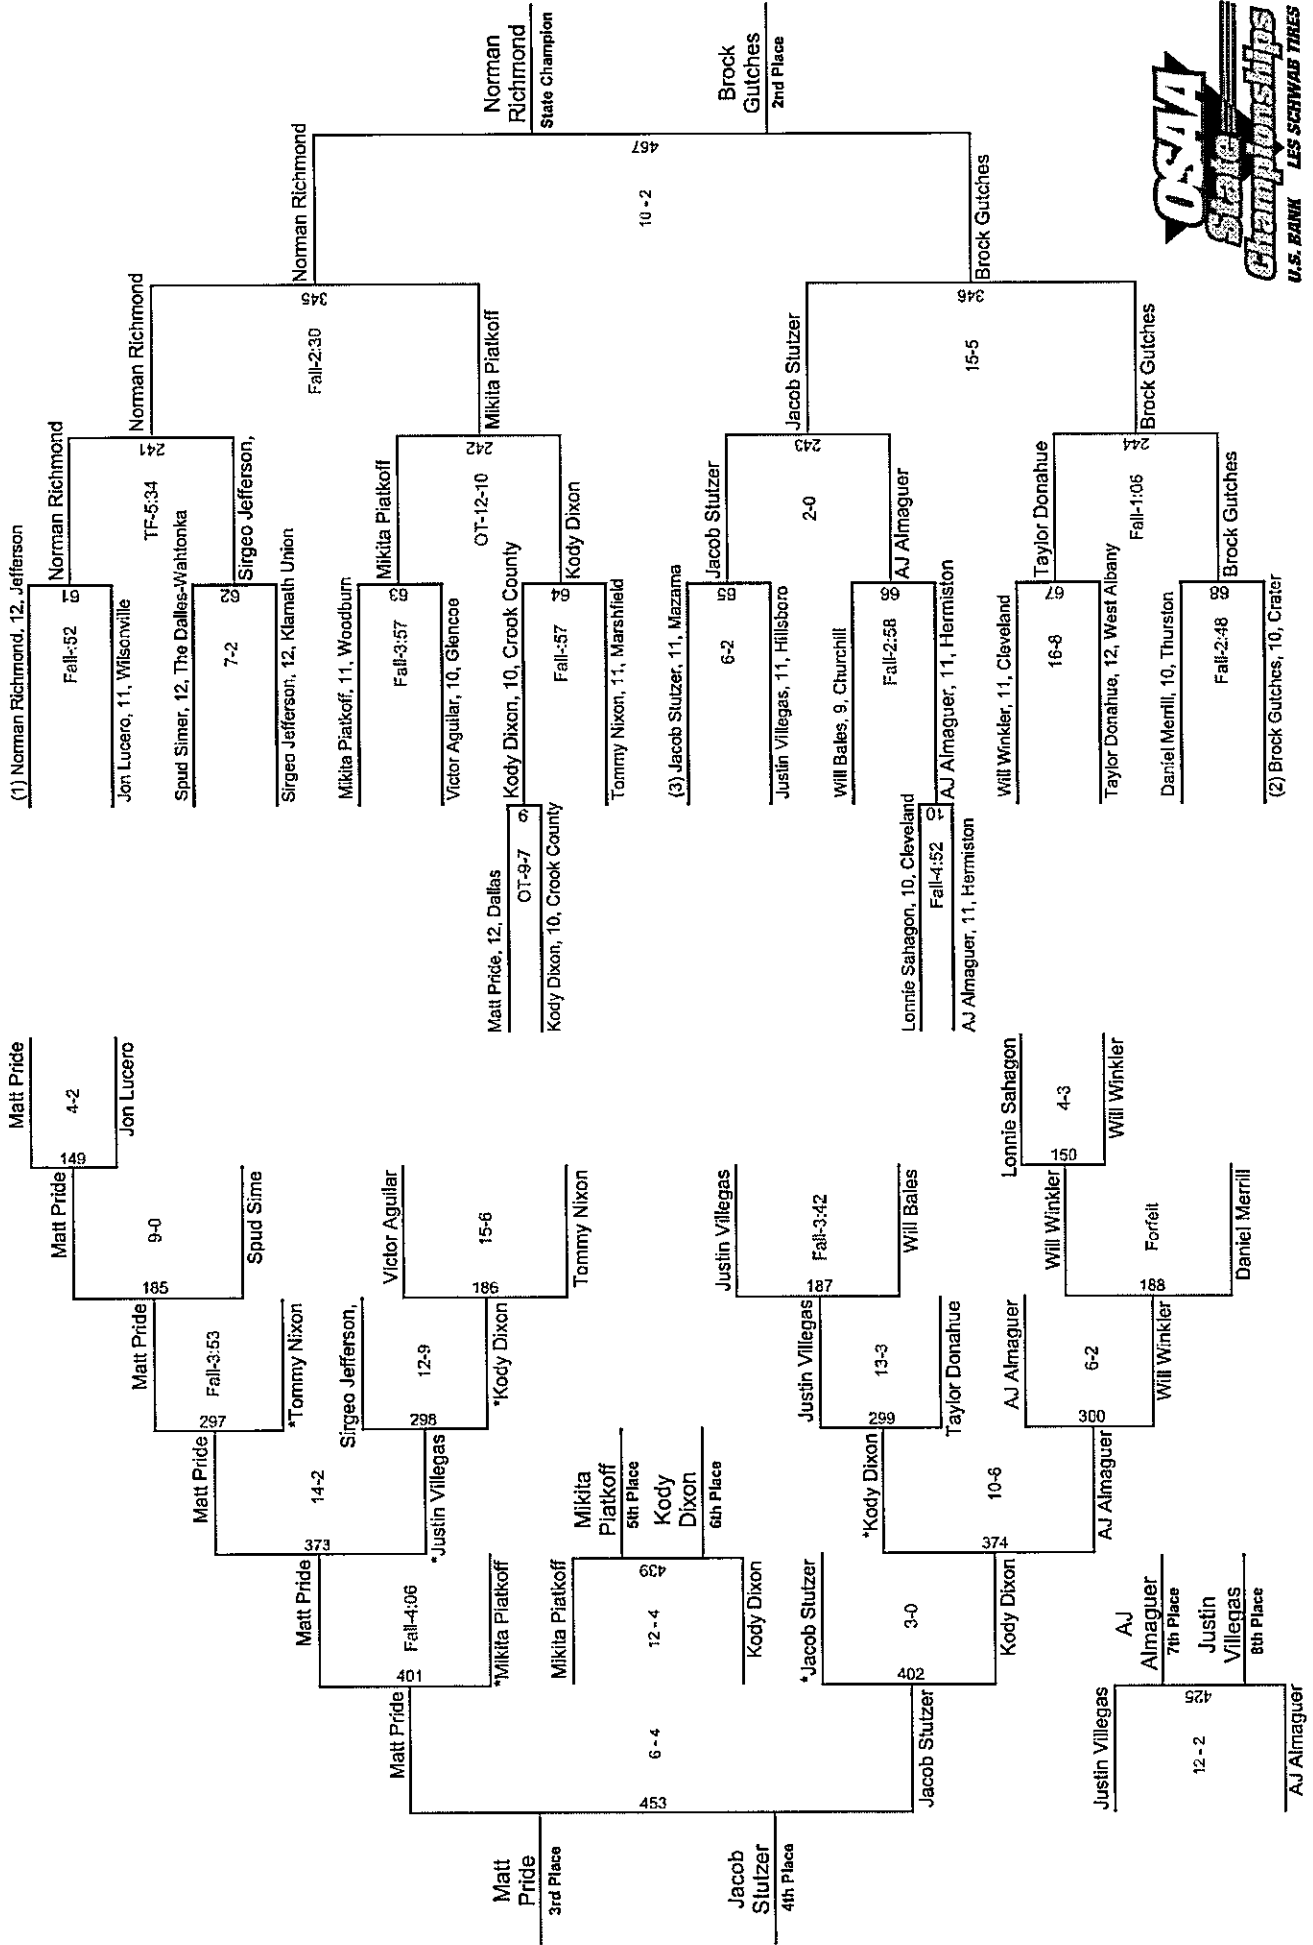 (1) Norman Richmond, 12, Jefferson
Fall-:52
61
Jon Lucero, 11, Wilsonville
Norman Richmond
TF-5:34
241
Spud Simer, 12, The Dalles-Wahtonka
7-2
62
Sirgeo Jefferson, 12, Klamath Union
Sirgeo Jefferson,
Norman Richmond
Fall-2:30
345
Mikita Piatkoff, 11, Woodburn
Fall-3:57
63
Victor Aguilar, 10, Glencoe
Mikita Piatkoff
OT-12-10
242
Matt Pride, 12, Dallas
OT-9-7
9
Kody Dixon, 10, Crook County
Kody Dixon, 10, Crook County
Fall-:57
64
Tommy Nixon, 11, Marshfield
Kody Dixon
Mikita Piatkoff
Norman Richmond
10 - 2
467
Norman
Richmond
State Champion
Brock
Gutches
2nd Place
(3) Jacob Stutzer, 11, Mazama
6-2
65
Justin Villegas, 11, Hillsboro
Jacob Stutzer
2-0
243
Will Bales, 9, Churchill
Fall-2:58
66
Lonnie Sahagon, 10, Cleveland
Fall-4:52
10
AJ Almaguer, 11, Hermiston
AJ Almaguer, 11, Hermiston
AJ Almaguer
Jacob Stutzer
15-5
346
Will Winkler, 11, Cleveland
16-8
67
Taylor Donahue, 12, West Albany
Taylor Donahue
Fall-1:06
244
Daniel Merrill, 10, Thurston
Fall-2:48
68
(2) Brock Gutches, 10, Crater
Brock Gutches
Brock Gutches
Brock Gutches
OSAA
State
Championships
U.S. BANK LES SCHWAB TIRES
Matt Pride
4-2
149
Jon Lucero
Matt Pride
9-0
185
Spud Sime
Matt Pride
Fall-3:53
297
*Tommy Nixon
Matt Pride
14-2
373
Victor Aguilar
15-6
186
Tommy Nixon
Sirgeo Jefferson,
12-9
298
*Kody Dixon
*Justin Villegas
Matt Pride
Fall-4:06
401
*Mikita Piatkoff
Matt Pride
6 - 4
453
Matt
Pride
3rd Place
Jacob
Stutzer
4th Place
Mikita Piatkoff
12 - 4
439
Kody Dixon
Mikita
Piatkoff
5th Place
Kody
Dixon
6th Place
Justin Villegas
Fall-3:42
187
Will Bales
Justin Villegas
13-3
299
Taylor Donahue
*Kody Dixon
10-6
374
Lonnie Sahagon
4-3
150
Will Winkler
Will Winkler
Forfeit
188
Daniel Merrill
AJ Almaguer
6-2
300
Will Winkler
AJ Almaguer
*Jacob Stutzer
3-0
402
Kody Dixon
Jacob Stutzer
Justin Villegas
12 - 2
425
AJ Almaguer
AJ
Almaguer
7th Place
Justin
Villegas
8th Place